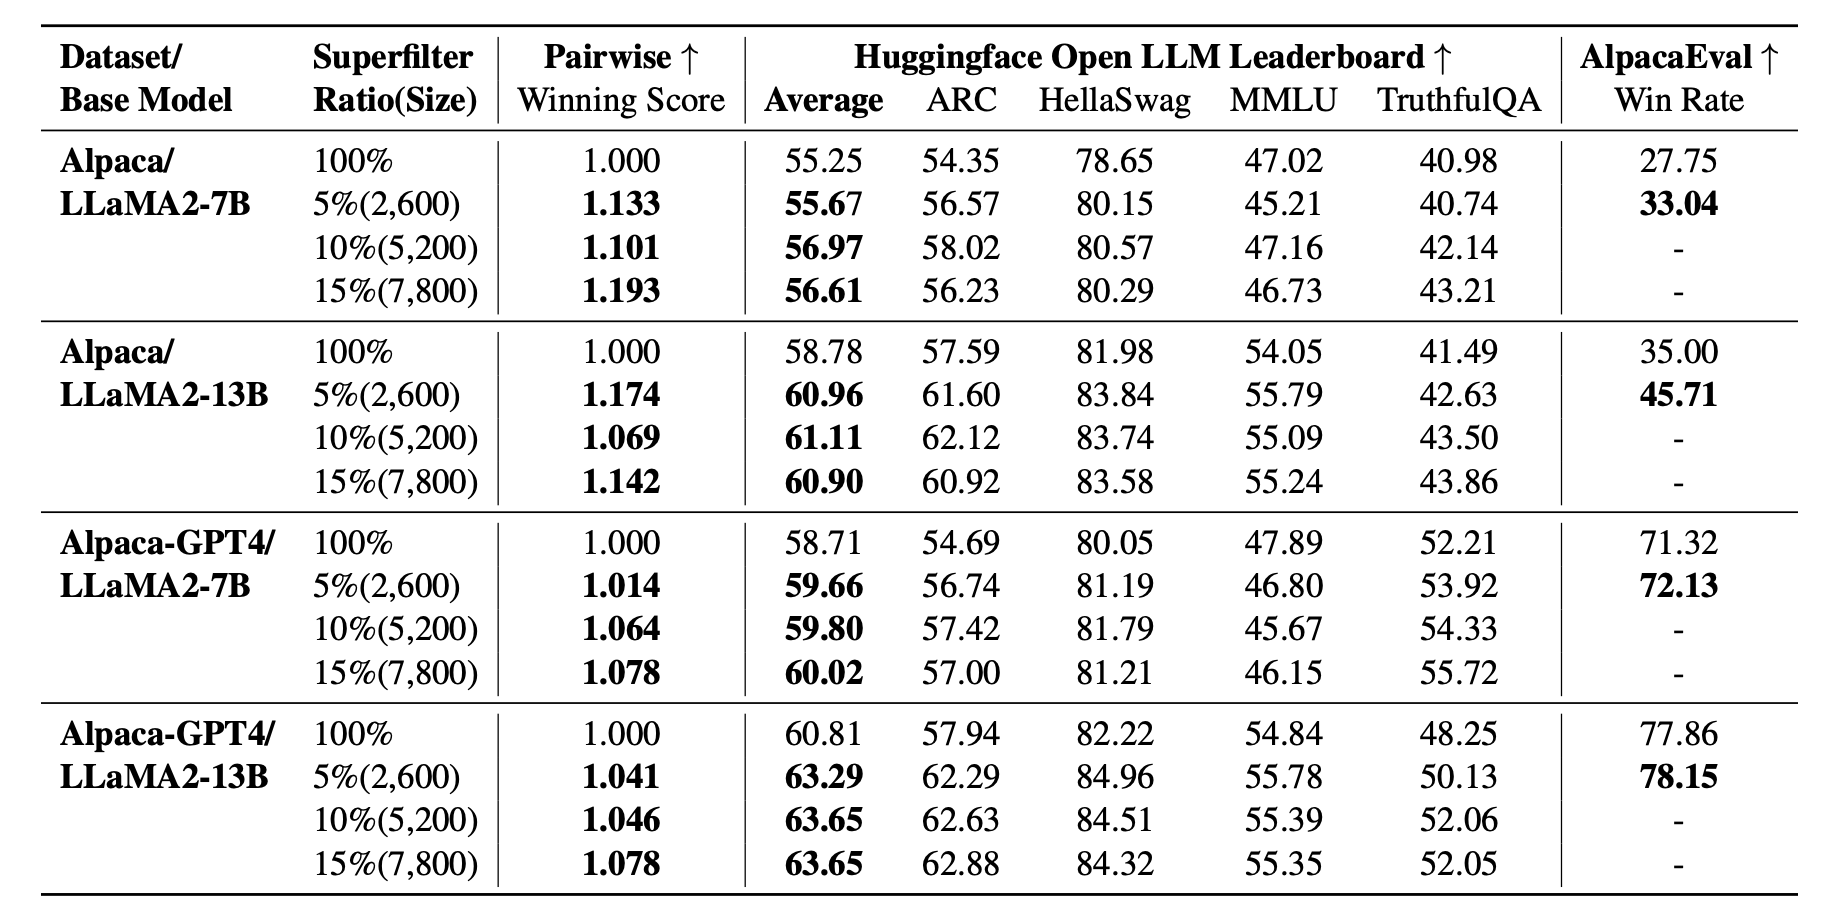 Dataset/ Superfilter Pairwise ↑ Huggingface Open LLM Leaderboard ↑ AlpacaEval ↑
Base Model Ratio(Size) Winning Score Average ARC HellaSwag MMLU TruthfulQA Win Rate
Alpaca/ 100% 1.000 55.25 54.35 78.65 47.02 40.98 27.75
LLaMA2-7B 5%(2,600) 1.133 55.67 56.57 80.15 45.21 40.74 33.04
10%(5,200) 1.101 56.97 58.02 80.57 47.16 42.14 -
15%(7,800) 1.193 56.61 56.23 80.29 46.73 43.21 -
Alpaca/ 100% 1.000 58.78 57.59 81.98 54.05 41.49 35.00
LLaMA2-13B 5%(2,600) 1.174 60.96 61.60 83.84 55.79 42.63 45.71
10%(5,200) 1.069 61.11 62.12 83.74 55.09 43.50 -
15%(7,800) 1.142 60.90 60.92 83.58 55.24 43.86 -
Alpaca-GPT4/ 100% 1.000 58.71 54.69 80.05 47.89 52.21 71.32
LLaMA2-7B 5%(2,600) 1.014 59.66 56.74 81.19 46.80 53.92 72.13
10%(5,200) 1.064 59.80 57.42 81.79 45.67 54.33 -
15%(7,800) 1.078 60.02 57.00 81.21 46.15 55.72 -
Alpaca-GPT4/ 100% 1.000 60.81 57.94 82.22 54.84 48.25 77.86
LLaMA2-13B 5%(2,600) 1.041 63.29 62.29 84.96 55.78 50.13 78.15
10%(5,200) 1.046 63.65 62.63 84.51 55.39 52.06 -
15%(7,800) 1.078 63.65 62.88 84.32 55.35 52.05 -